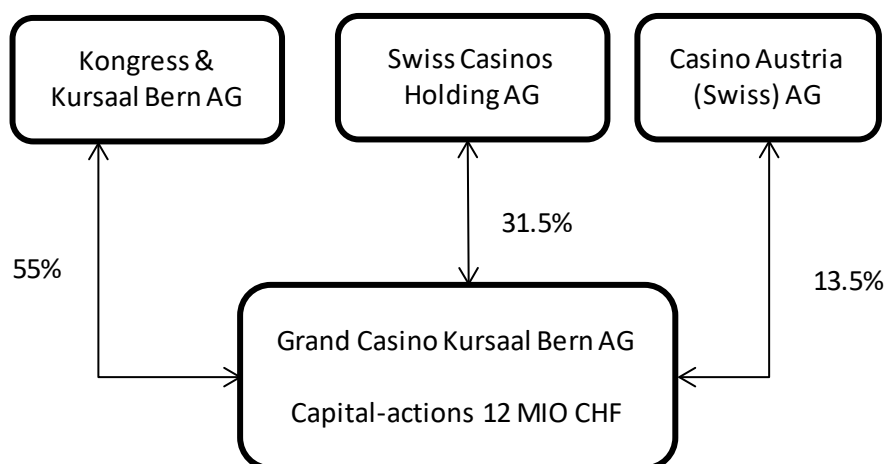 Kongress &
Kursaal Bern AG
Swiss Casinos
Holding AG
Casino Austria
(Swiss) AG
55%
31.5%
13.5%
Grand Casino Kursaal Bern AG
Capital-actions 12 MIO CHF